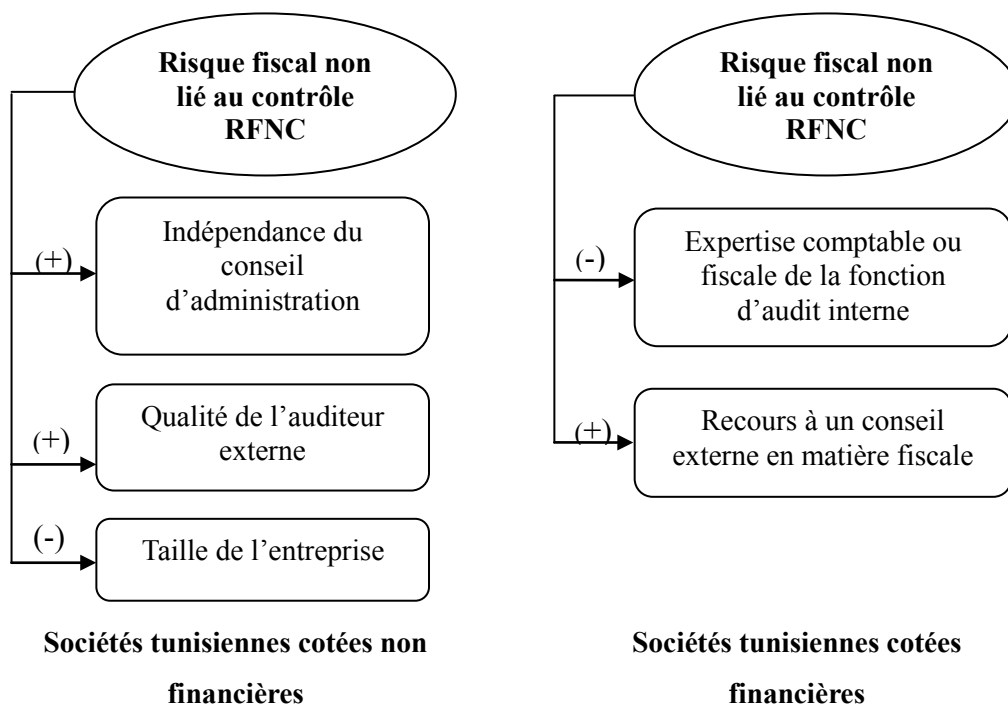 Risque fiscal non
lié au contrôle
RFNC
(+)
Indépendance du
conseil
d’administration
(+)
Qualité de l’auditeur
externe
(-)
Taille de l’entreprise
Sociétés tunisiennes cotées non
financières
Risque fiscal non
lié au contrôle
RFNC
(-)
Expertise comptable ou
fiscale de la fonction
d’audit interne
(+)
Recours à un conseil
externe en matière fiscale
Sociétés tunisiennes cotées
financières